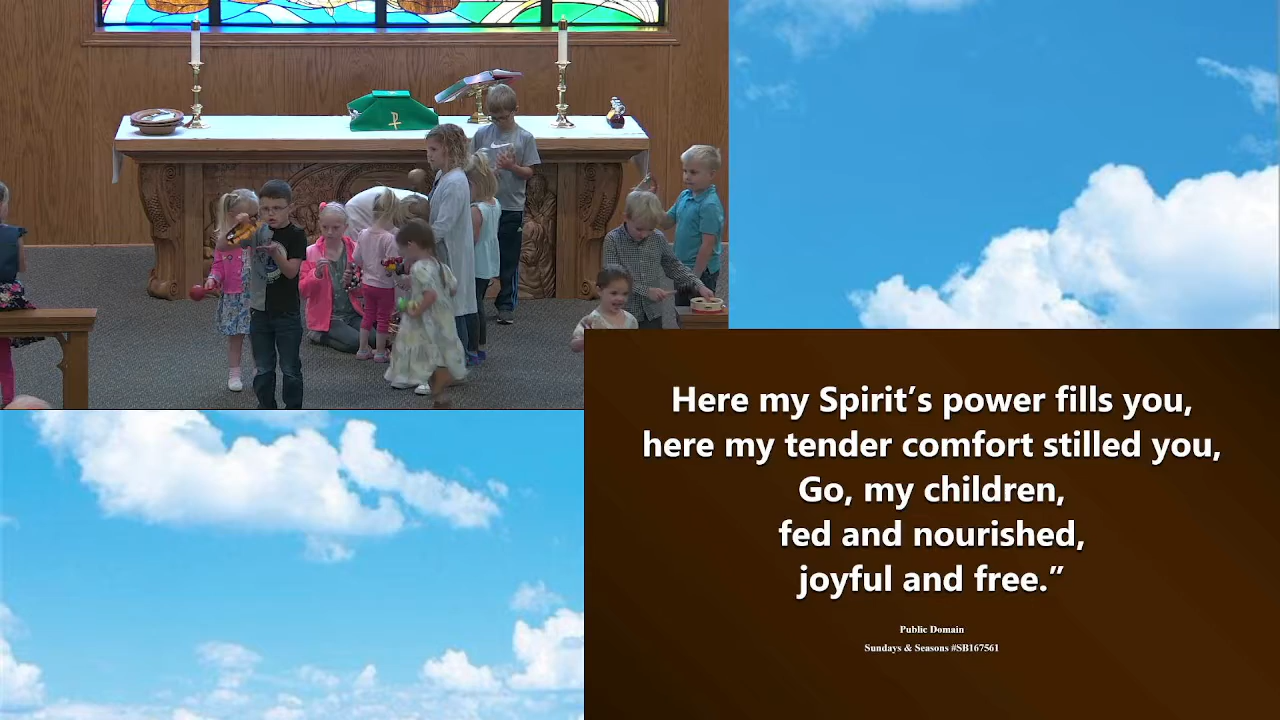 Here my Spirit’s power fills you,
here my tender comfort stilled you,
Go, my children,
fed and nourished,
joyful and free.”
Public Domain
Sundays & Seasons #SB167561